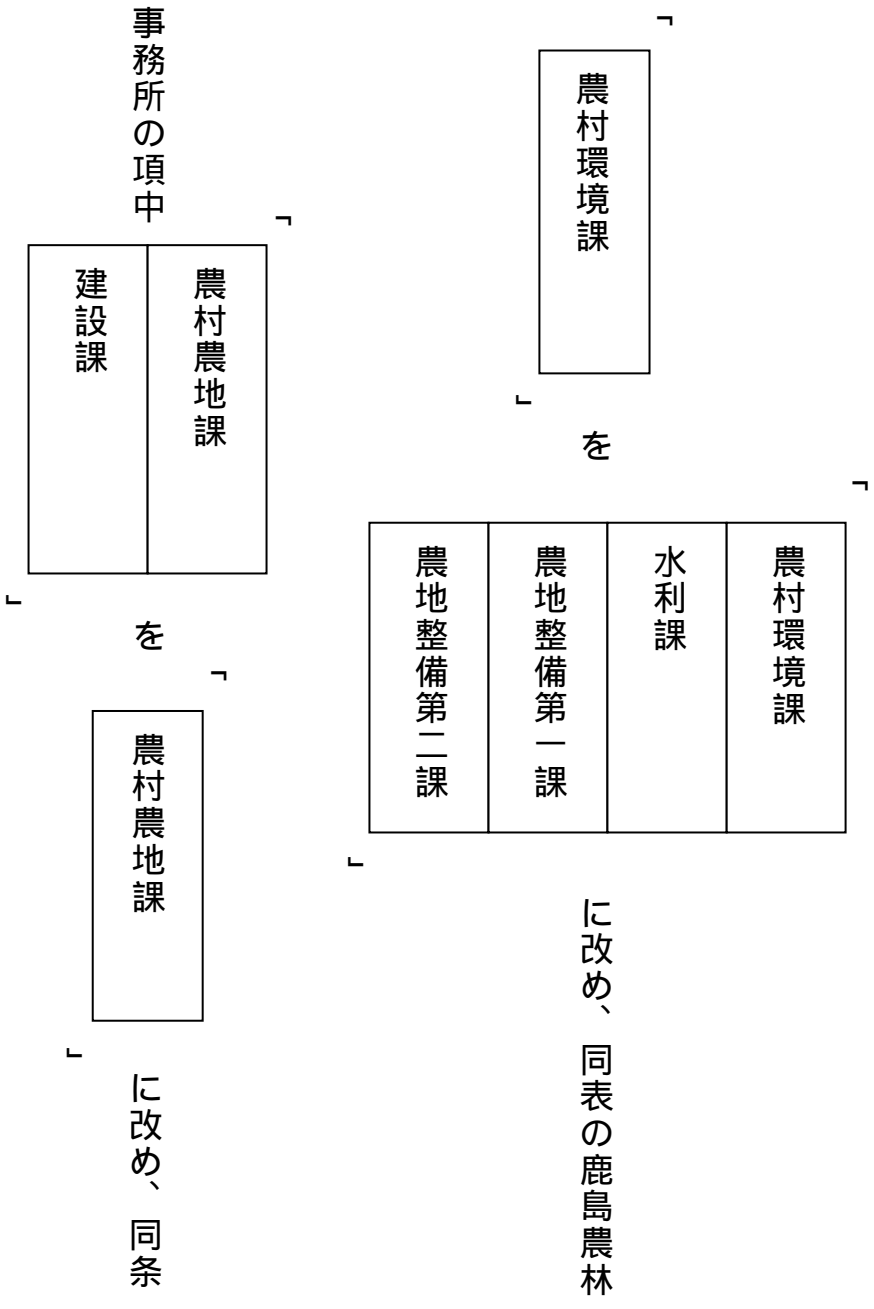 「
農村環境課
」
を
「
農村環境課
水利課
農地整備第一課
農地整備第二課
」
に改め、同表の鹿島農林
事務所の項中
「
農村農地課
建設課
」
を
「
農村農地課
」
に改め、同条